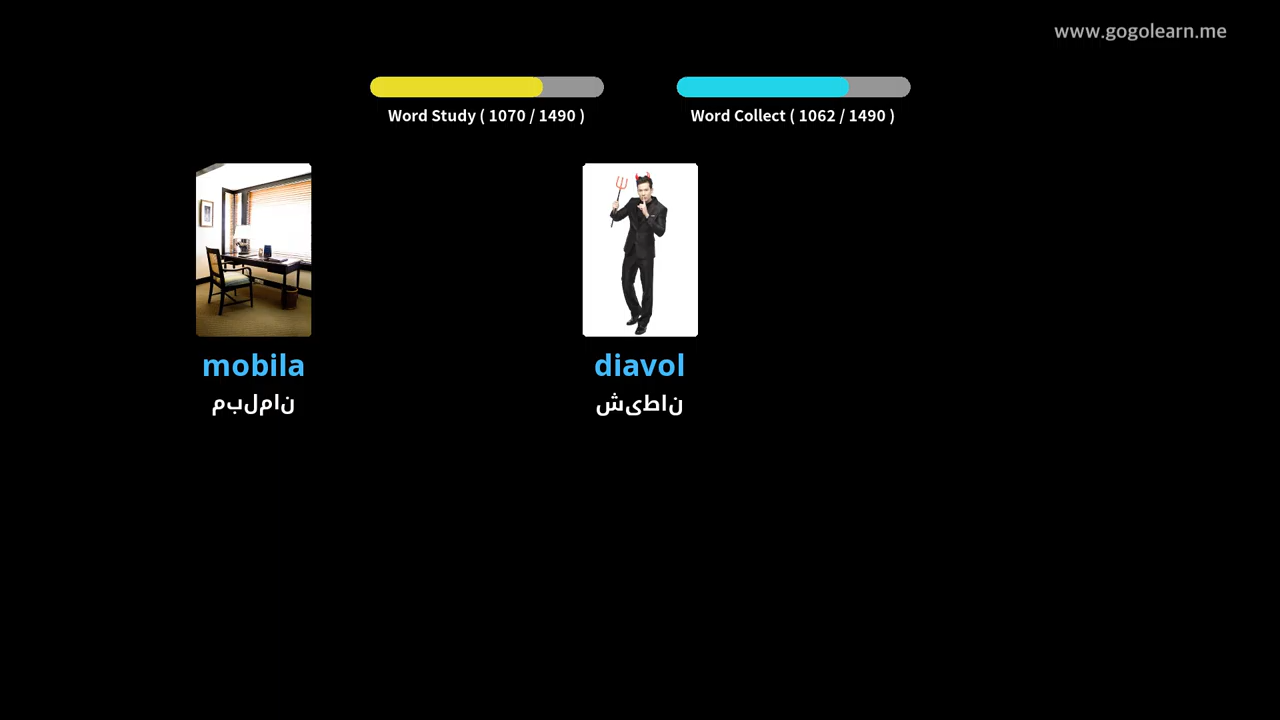 www.gogolearn.me
Word Study ( 1070 / 1490 )
Word Collect ( 1062 / 1490 )
mobila
مبلمان
diavol
شیطان